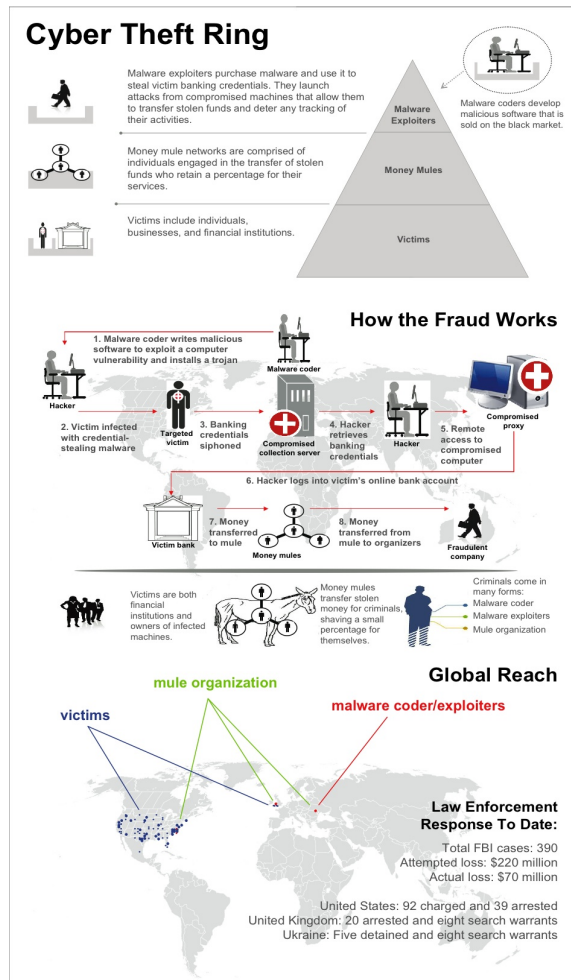 Cyber Theft Ring
Malware exploiters purchase malware and use it to
steal victim banking credentials. They launch
attacks from compromised machines that allow them
to transfer stolen funds and deter any tracking of
their activities.
Malware
Exploiters
Malware coders develop
malicious software that is
sold on the black market.
Money mule networks are comprised of
individuals engaged in the transfer of stolen
funds who retain a percentage for their
services.
Money Mules
Victims include individuals,
businesses, and financial institutions.
Victims
How the Fraud Works
1. Malware coder writes malicious
software to exploit a computer
vulnerability and installs a trojan
Malware coder
Hacker
2. Victim infected
with credential-
stealing malware
Targeted
victim
3. Banking
credentials
siphoned
Compromised
collection server
4. Hacker
retrieves
banking
credentials
Hacker
5. Remote
access to
compromised
computer
Compromised
proxy
6. Hacker logs into victim's online bank account
Victim bank
7. Money
transferred
to mule
Money mules
8. Money
transferred from
mule to organizers
Fraudulent
company
Victims are both
financial
institutions and
owners of infected
machines.
Money mules
transfer stolen
money for criminals,
shaving a small
percentage for
themselves.
Criminals come in
many forms:
Malware coder
Malware exploiters
Mule organization
Global Reach
mule organization
malware coder/exploiters
victims
Law Enforcement
Response To Date:
Total FBI cases: 390
Attempted loss: $220 million
Actual loss: $70 million
United States: 92 charged and 39 arrested
United Kingdom: 20 arrested and eight search warrants
Ukraine: Five detained and eight search warrants